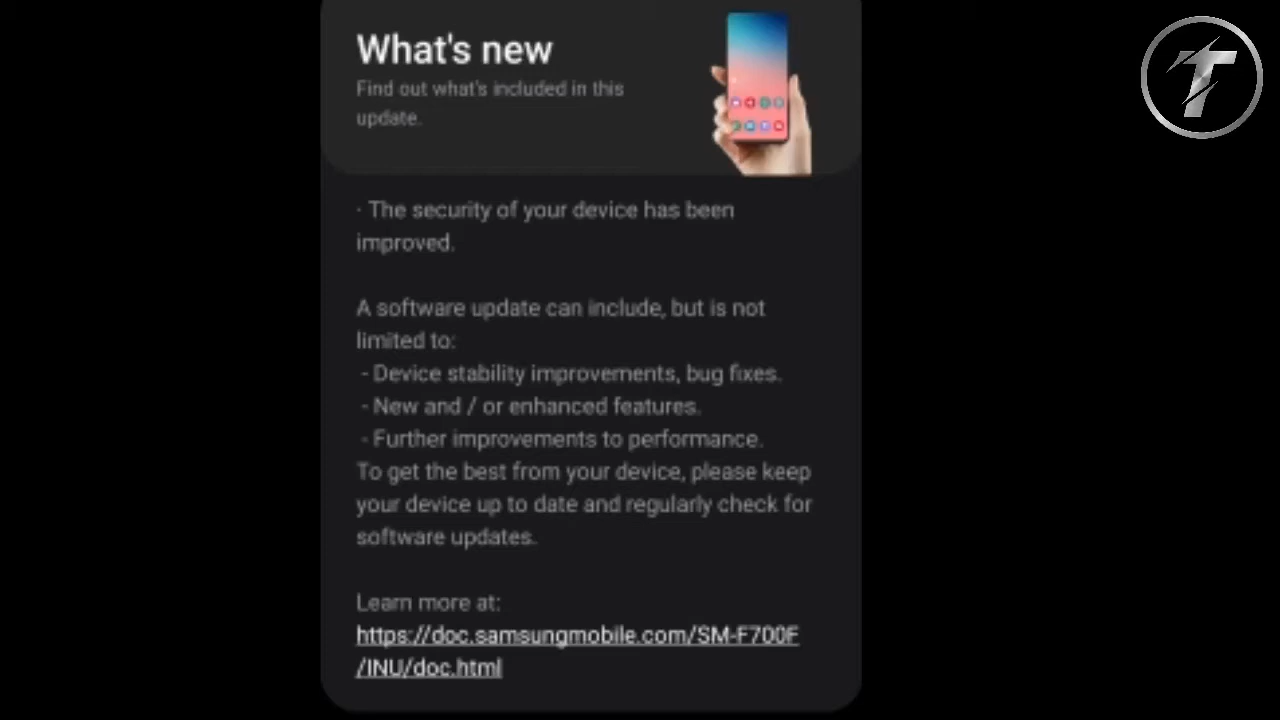 What's new
Find out what's included in this
update.
T
· The security of your device has been
improved.
A software update can include, but is not
limited to:
- Device stability improvements, bug fixes.
- New and / or enhanced features.
- Further improvements to performance.
To get the best from your device, please keep
your device up to date and regularly check for
software updates.
Learn more at:
https://doc.samsungmobile.com/SM-F700F
/INU/doc.html